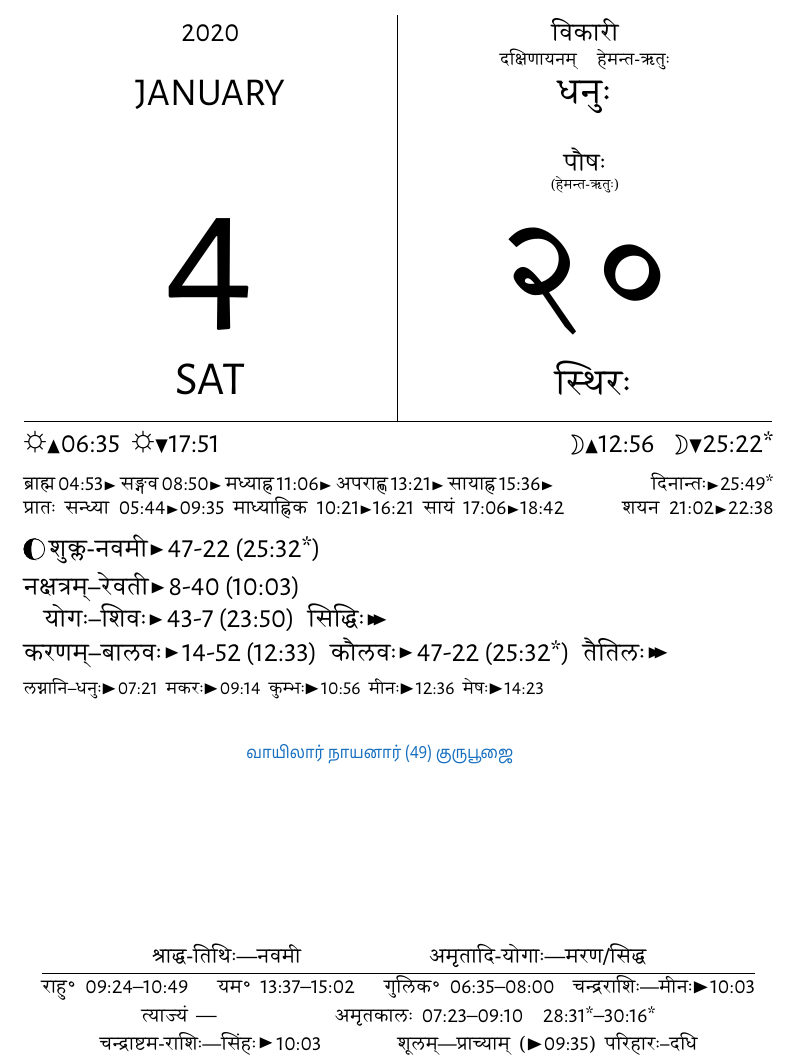 2020
JANUARY
4
SAT
विकारी
दक्षिणायनम् हेमन्त-ऋतुः
धनुः
पौषः
(हेमन्त-ऋतुः)
२०
स्थिरः
☼▲06:35 ☼▼17:51 ☽▲12:56 ☽▼25:22*
ब्राह्म 04:53► सङ्गव 08:50► मध्याह्न 11:06► अपराह्ण 13:21► सायाह्न 15:36► दिनान्तः►25:49*
प्रातः सन्ध्या 05:44►09:35 माध्याह्निक 10:21►16:21 सायं 17:06►18:42 शयन 21:02►22:38
शुक्ल-नवमी► 47-22 (25:32*)
नक्षत्रम्–रेवती► 8-40 (10:03)
योगः–शिवः► 43-7 (23:50) सिद्धिः►►
करणम्–बालवः►14-52 (12:33) कौलवः► 47-22 (25:32*) तैतिलः►►
लग्नानि–धनुः►07:21 मकरः►09:14 कुम्भः►10:56 मीनः►12:36 मेषः►14:23
வாயிலார் நாயனார் (49) குருபூஜை
श्राद्ध-तिथिः—नवमी अमृतादि-योगाः—मरण/सिद्ध
राहु॰ 09:24–10:49 यम॰ 13:37–15:02 गुलिक॰ 06:35–08:00 चन्द्रराशिः—मीनः►10:03
त्याज्यं — अमृतकालः 07:23–09:10 28:31*–30:16*
चन्द्राष्टम-राशिः—सिंहः►10:03 शूलम्—प्राच्याम् (►09:35) परिहारः–दधि